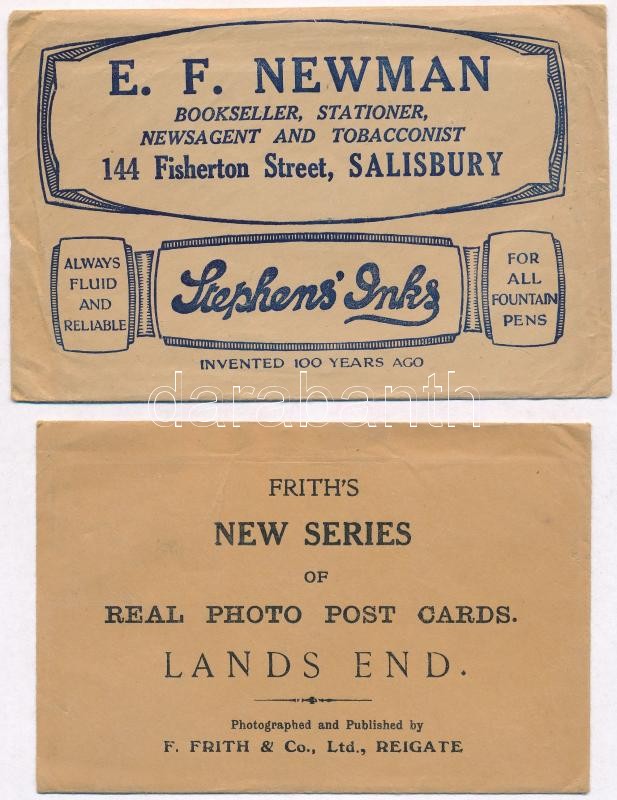 E. F. NEWMAN
BOOKSELLER, STATIONER,
NEWSAGENT AND TOBACCONIST
144 Fisherton Street, SALISBURY
ALWAYS
FLUID
AND
RELIABLE
Stephens' Inks
FOR
ALL
FOUNTAIN
PENS
INVENTED 100 YEARS AGO
darabanth
FRITH'S
NEW SERIES
OF
REAL PHOTO POST CARDS.
LANDS END.
Photographed and Published by
F. FRITH & Co., Ltd., REIGATE